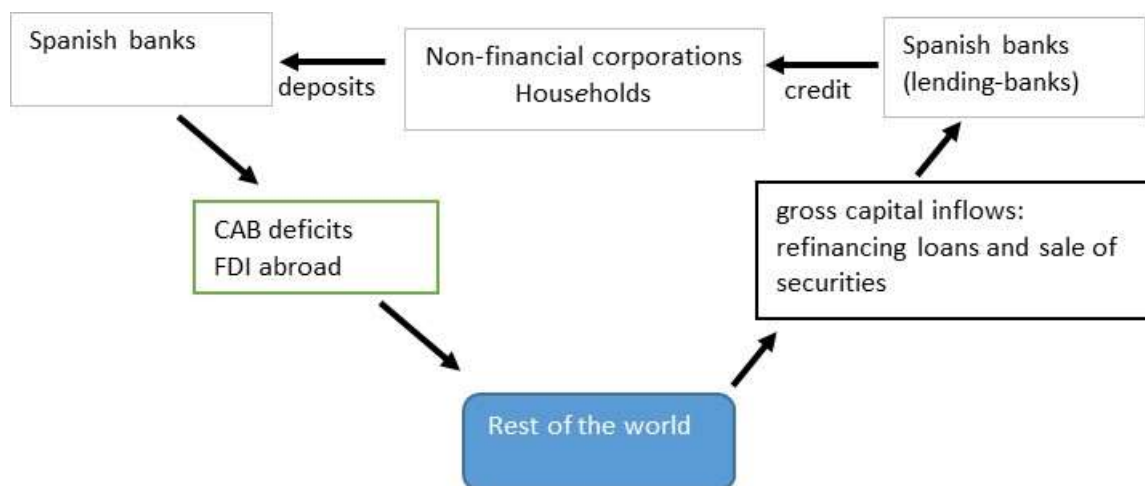 Spanish banks
deposits
Non-financial corporations
Households
credit
Spanish banks
(lending-banks)
CAB deficits
FDI abroad
gross capital inflows:
refinancing loans and sale of
securities
Rest of the world